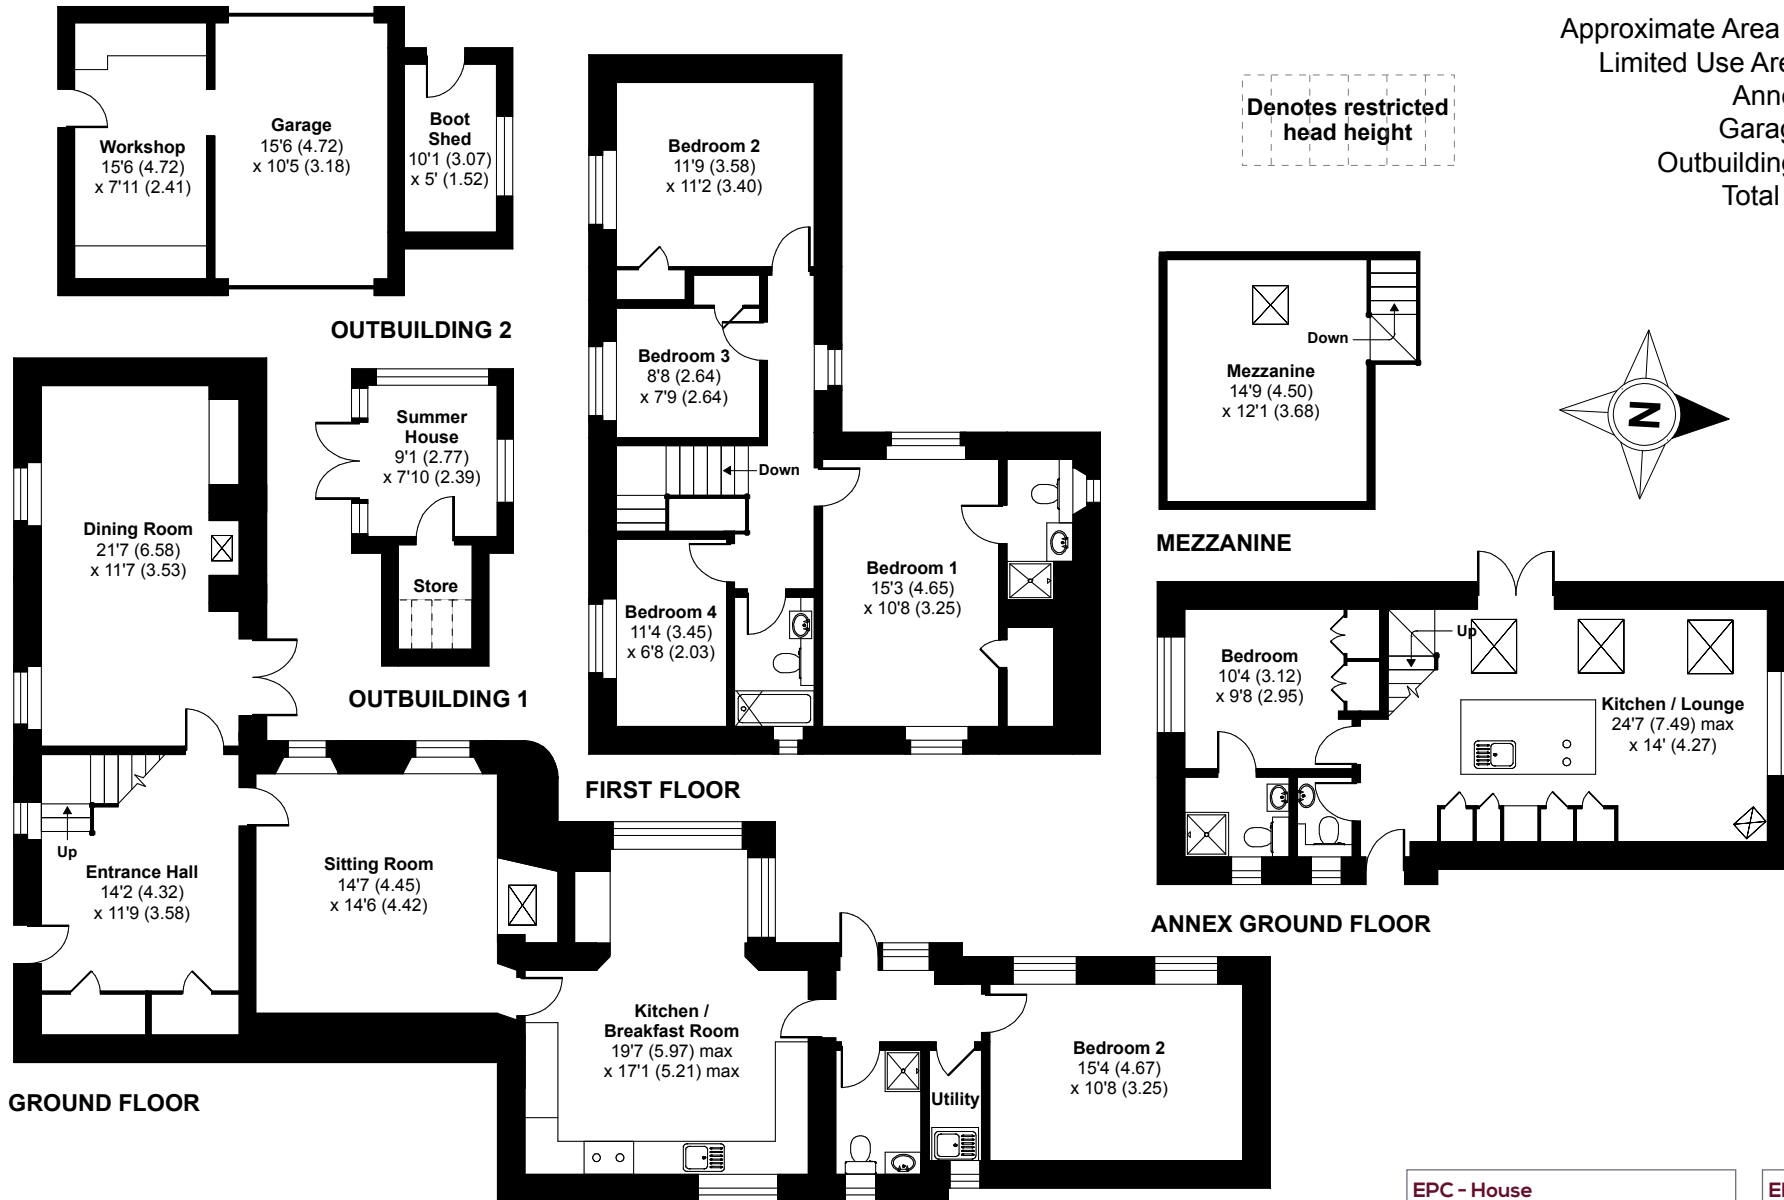 Approximate Area
Limited Use Are
Anne
Garag
Outbuilding
Total
Denotes restricted
head height
Workshop
15'6 (4.72)
x 7'11 (2.41)
Garage
15'6 (4.72)
x 10'5 (3.18)
Boot
Shed
10'1 (3.07)
x 5' (1.52)
OUTBUILDING 2
Bedroom 2
11'9 (3.58)
x 11'2 (3.40)
Bedroom 3
8'8 (2.64)
x 7'9 (2.64)
Down
Bedroom 4
11'4 (3.45)
x 6'8 (2.03)
Bedroom 1
15'3 (4.65)
x 10'8 (3.25)
FIRST FLOOR
Mezzanine
14'9 (4.50)
x 12'1 (3.68)
Down
MEZZANINE
N
Summer
House
9'1 (2.77)
x 7'10 (2.39)
Store
OUTBUILDING 1
Dining Room
21'7 (6.58)
x 11'7 (3.53)
Up
Entrance Hall
14'2 (4.32)
x 11'9 (3.58)
Sitting Room
14'7 (4.45)
x 14'6 (4.42)
Kitchen /
Breakfast Room
19'7 (5.97) max
x 17'1 (5.21) max
Utility
Bedroom 2
15'4 (4.67)
x 10'8 (3.25)
GROUND FLOOR
Bedroom
10'4 (3.12)
x 9'8 (2.95)
Up
Kitchen / Lounge
24'7 (7.49) max
x 14' (4.27)
ANNEX GROUND FLOOR
EPC - House